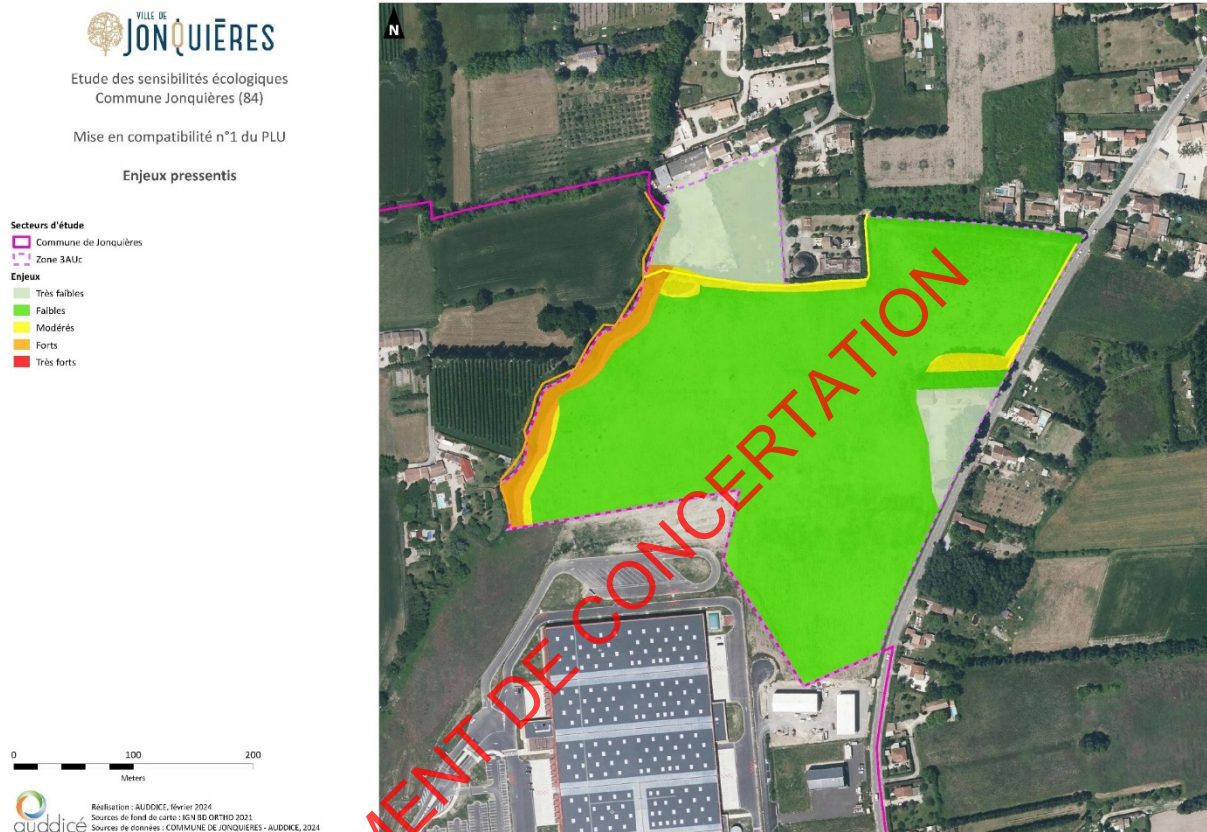 VILLE DE
JONQUIÈRES
Etude des sensibilités écologiques
Commune Jonquières (84)
Mise en compatibilité n°1 du PLU
Enjeux pressentis
Secteurs d'étude
Commune de Jonquières
Zone 3AUc
Enjeux
Très faibles
Faibles
Modérés
Forts
Très forts
N
MENT DE CONCERTATION
0 100 200
Meters
auddicé
Réalisation : AUDDICE, février 2024
Sources de fond de carte : IGN BD ORTHO 2021
Sources de données : COMMUNE DE JONQUIERES - AUDDICE, 2024